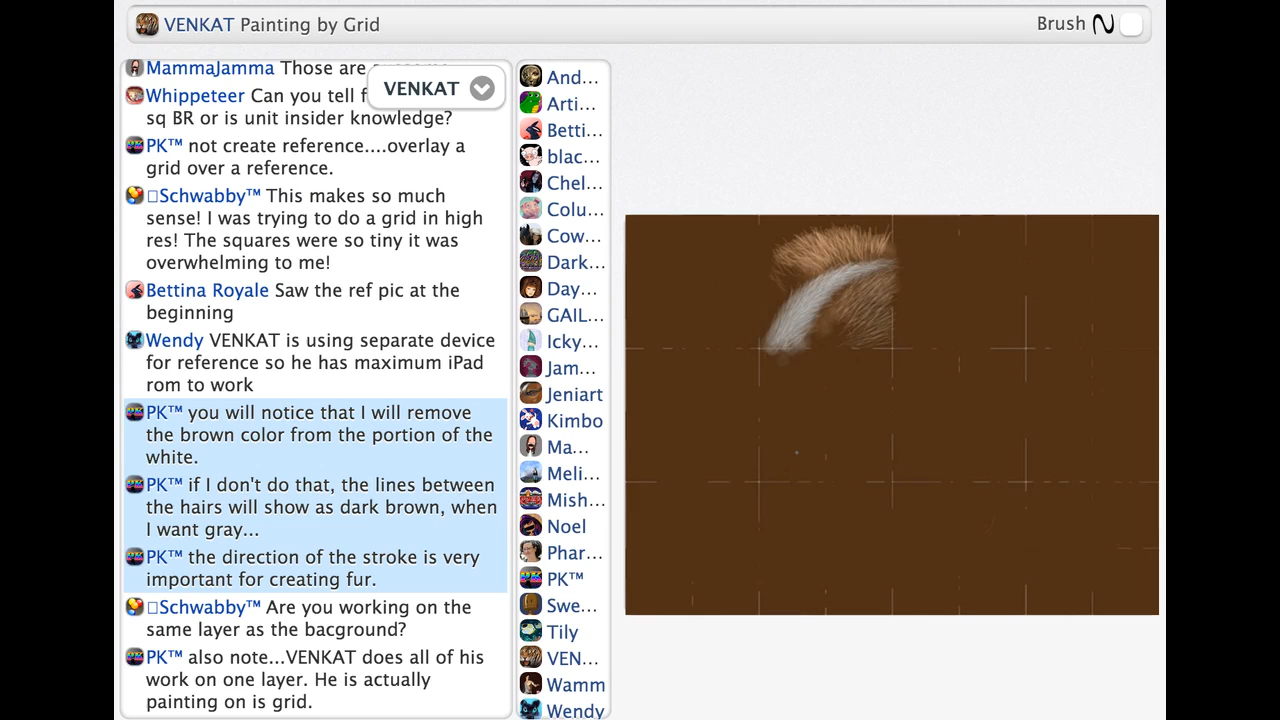 VENKAT Painting by Grid
Brush
MammaJamma Those are
VENKAT
Whippeteer Can you tell f
sq BR or is unit insider knowledge?
PK™ not create reference....overlay a
grid over a reference.
Schwabby™ This makes so much
sense! I was trying to do a grid in high
res! The squares were so tiny it was
overwhelming to me!
Bettina Royale Saw the ref pic at the
beginning
Wendy VENKAT is using separate device
for reference so he has maximum iPad
rom to work
PK™ you will notice that I will remove
the brown color from the portion of the
white.
PK™ if I don't do that, the lines between
the hairs will show as dark brown, when
I want gray...
PK™ the direction of the stroke is very
important for creating fur.
Schwabby™ Are you working on the
same layer as the bacground?
PK™ also note...VENKAT does all of his
work on one layer. He is actually
painting on is grid.
And...
Arti...
Betti...
blac...
Chel...
Colu...
Cow...
Dark...
Day...
GAIL...
Icky...
Jam...
Jeniart
Kimbo
Ma...
Meli...
Mish...
Noel
Phar...
PK™
Swe...
Tily
VEN...
Wamm
Wendy